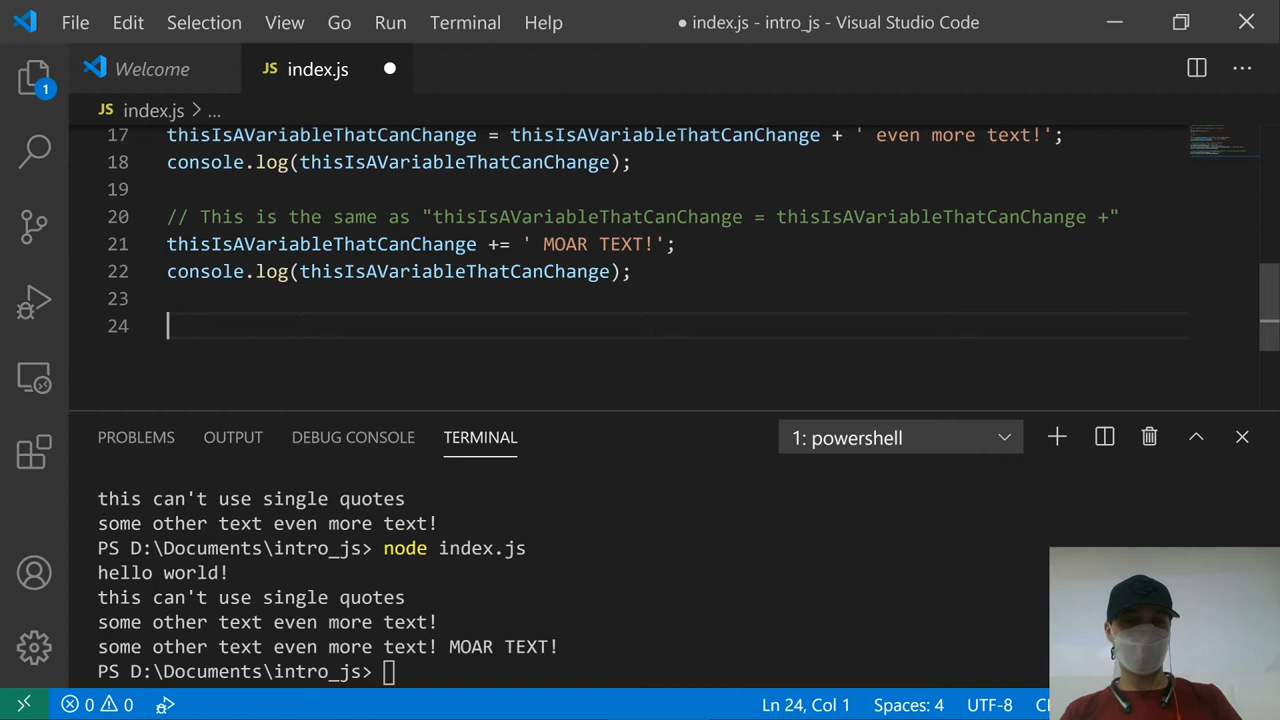 File Edit Selection View Go Run Terminal Help ● index.js - intro_js - Visual Studio Code
Welcome JS index.js
JS index.js > ...
1
17 thisIsAVariableThatCanChange = thisIsAVariableThatCanChange + ' even more text!';
18 console.log(thisIsAVariableThatCanChange);
19
20 // This is the same as "thisIsAVariableThatCanChange = thisIsAVariableThatCanChange +"
21 thisIsAVariableThatCanChange += ' MOAR TEXT!';
22 console.log(thisIsAVariableThatCanChange);
23
24
PROBLEMS OUTPUT DEBUG CONSOLE TERMINAL 1: powershell
this can't use single quotes
some other text even more text!
PS D:\Documents\intro_js> node index.js
hello world!
this can't use single quotes
some other text even more text!
some other text even more text! MOAR TEXT!
PS D:\Documents\intro_js>
0 0 Ln 24, Col 1 Spaces: 4 UTF-8